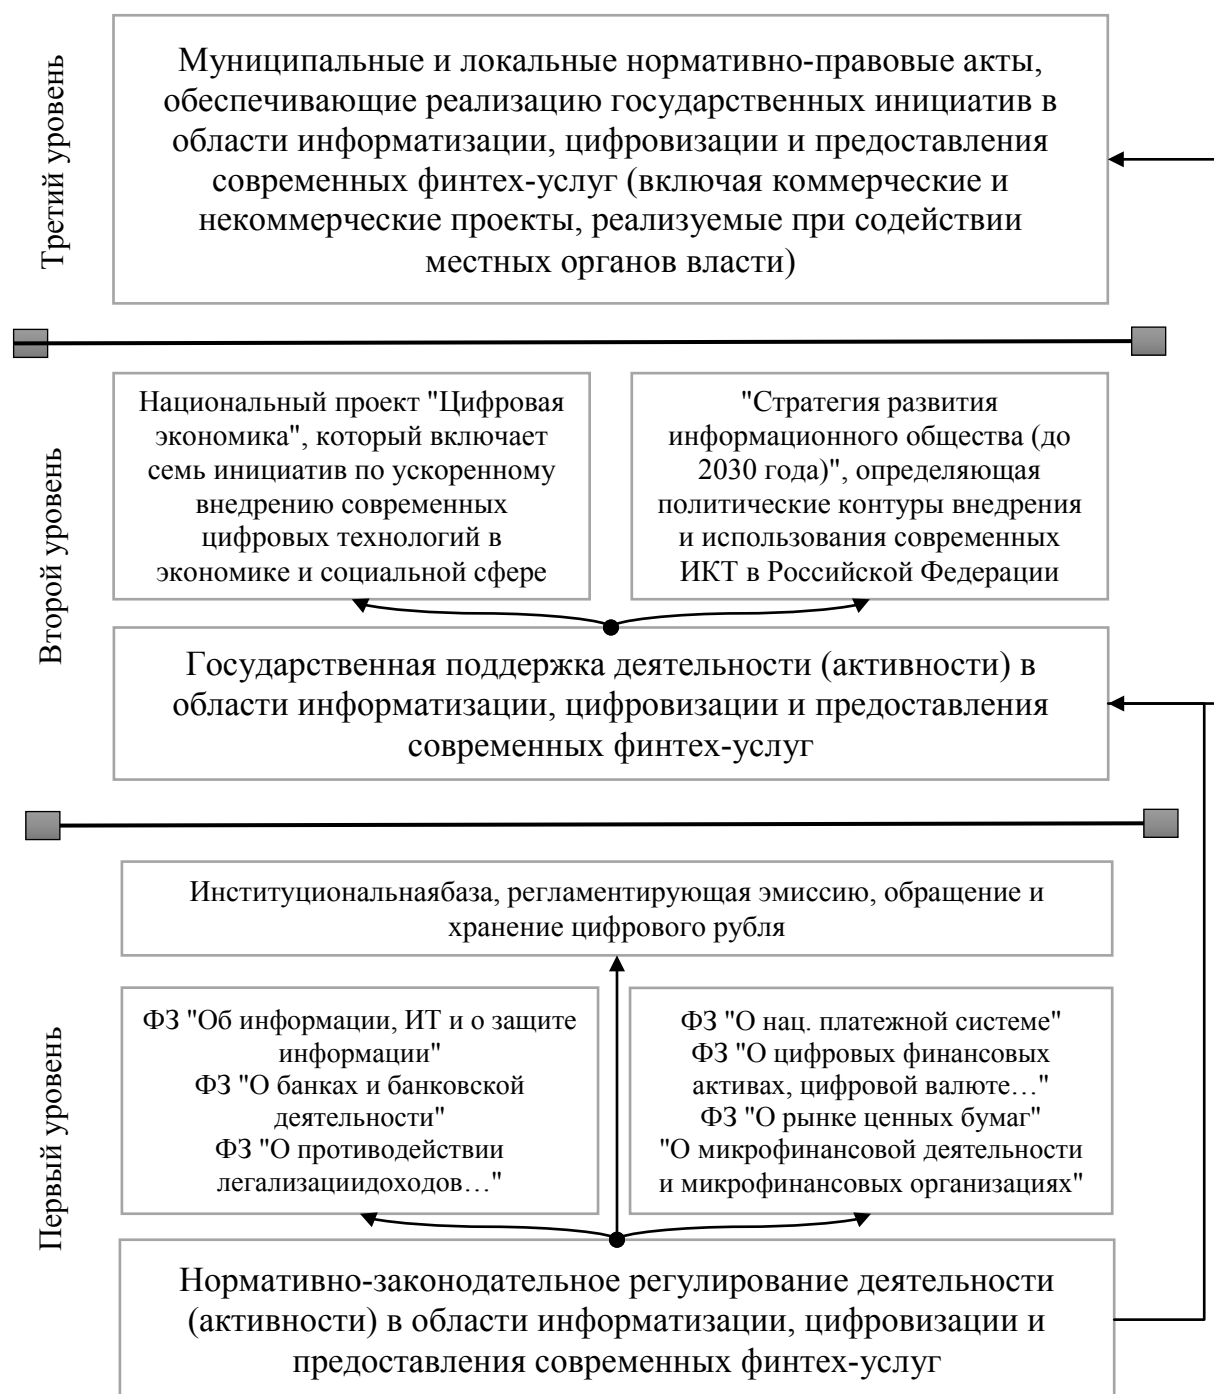 Третий уровень
Муниципальные и локальные нормативно-правовые акты,
обеспечивающие реализацию государственных инициатив в
области информатизации, цифровизации и предоставления
современных финтех-услуг (включая коммерческие и
некоммерческие проекты, реализуемые при содействии
местных органов власти)
Второй уровень
Национальный проект "Цифровая
экономика", который включает
семь инициатив по ускоренному
внедрению современных
цифровых технологий в
экономике и социальной сфере
"Стратегия развития
информационного общества (до
2030 года)", определяющая
политические контуры внедрения
и использования современных
ИКТ в Российской Федерации
Государственная поддержка деятельности (активности) в
области информатизации, цифровизации и предоставления
современных финтех-услуг
Первый уровень
Институциональнаябаза, регламентирующая эмиссию, обращение и
хранение цифрового рубля
ФЗ "Об информации, ИТ и о защите
информации"
ФЗ "О банках и банковской
деятельности"
ФЗ "О противодействии
легализациидоходов…"
ФЗ "О нац. платежной системе"
ФЗ "О цифровых финансовых
активах, цифровой валюте…"
ФЗ "О рынке ценных бумаг"
"О микрофинансовой деятельности
и микрофинансовых организациях"
Нормативно-законодательное регулирование деятельности
(активности) в области информатизации, цифровизации и
предоставления современных финтех-услуг